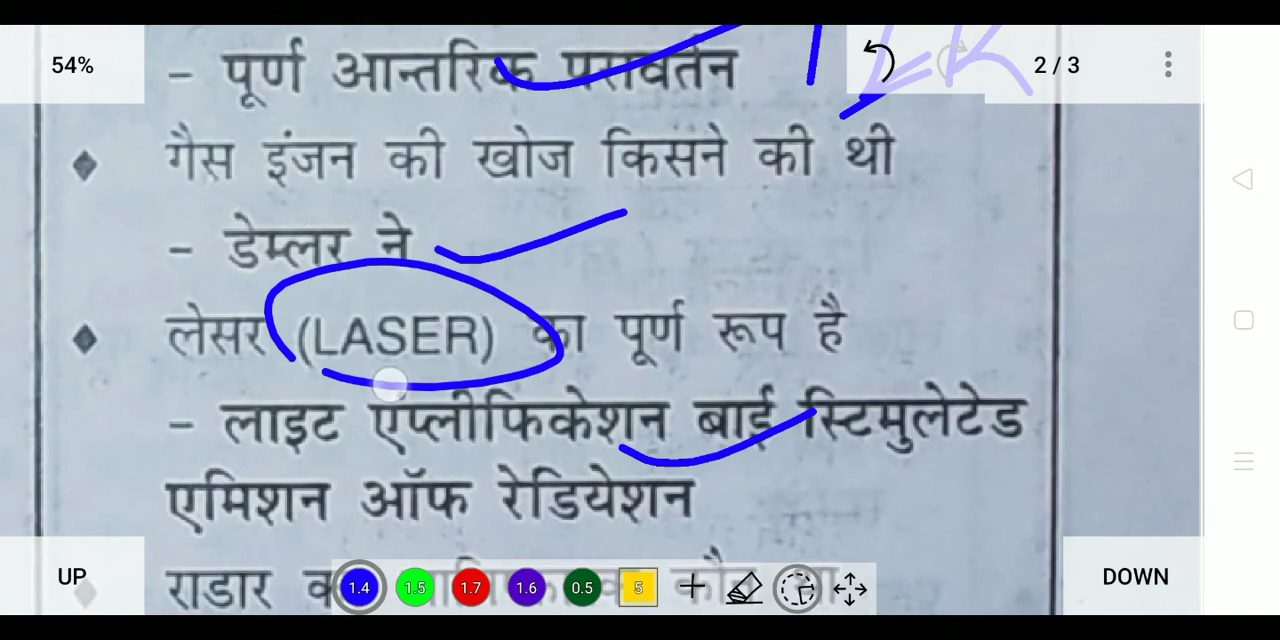 54%
2 / 3
– पूर्ण आन्तरिक परावर्तन
गैस इंजन की खोज किसने की थी
– डेम्लर ने
लेसर (LASER) का पूर्ण रूप है
– लाइट एप्लीफिकेशन बाई स्टिमुलेटेड
एमिशन ऑफ रेडियेशन
UP
DOWN
राडार
1.4 1.5 1.7 1.6 0.5 5